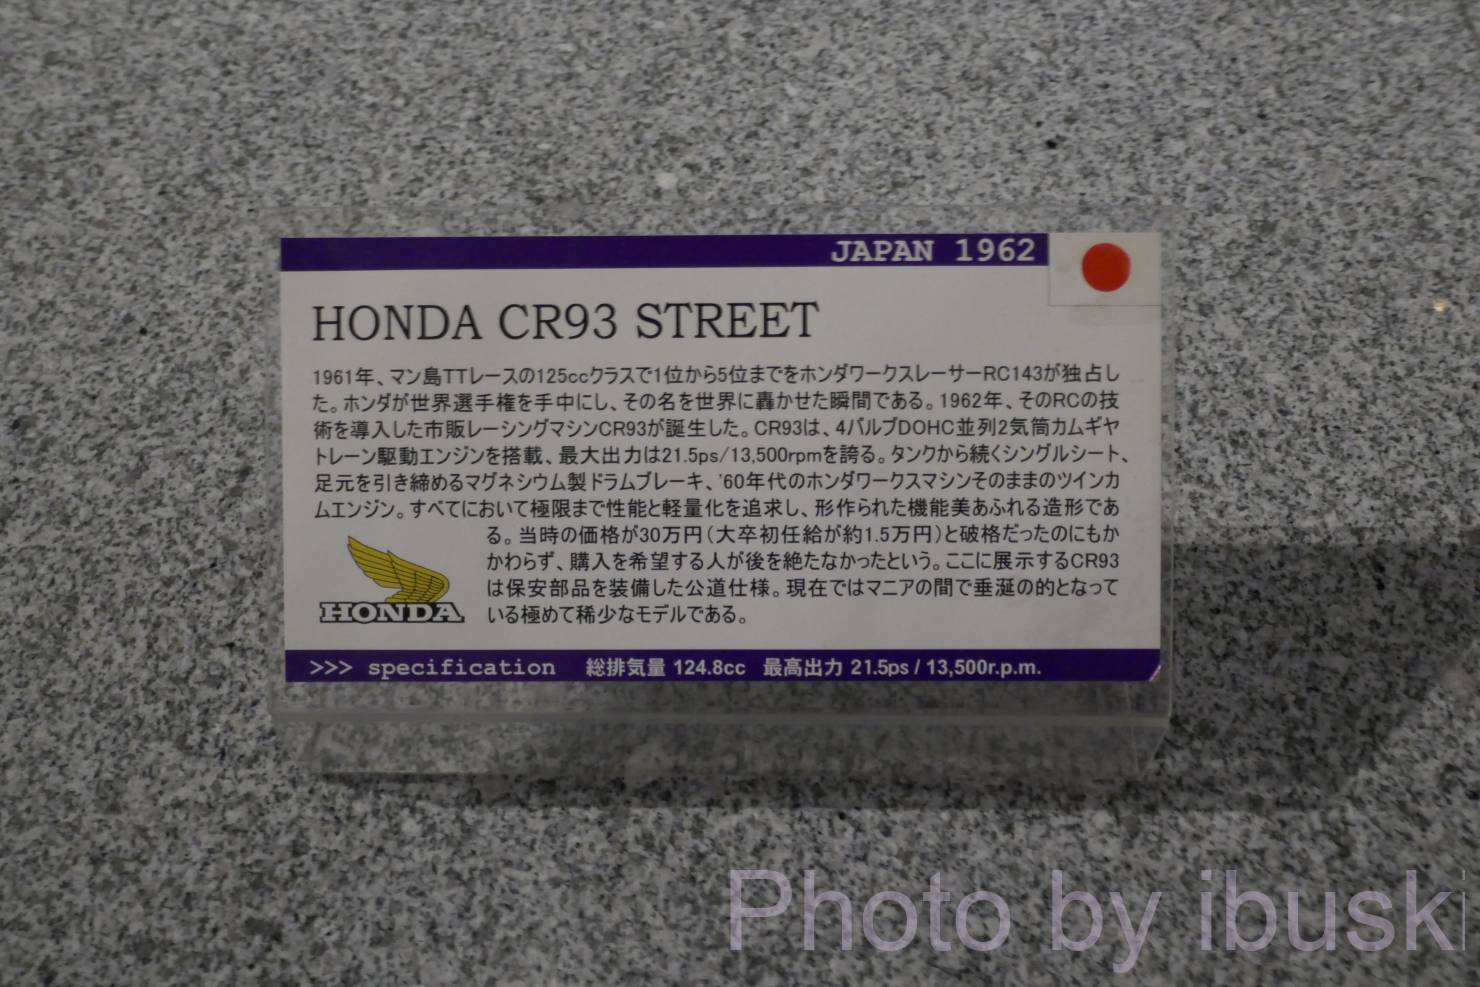 JAPAN 1962
HONDA CR93 STREET
1961年、マン島TTレースの125ccクラスで1位から5位までをホンダワークスレーサーRC143が独占し
た。ホンダが世界選手権を手中にし、その名を世界に轟かせた瞬間である。1962年、そのRCの技
術を導入した市販レーシングマシンCR93が誕生した。CR93は、4バルブDOHC並列2気筒カムギヤ
トレーン駆動エンジンを搭載、最大出力は21.5ps/13,500rpmを誇る。タンクから続くシングルシート、
足元を引き締めるマグネシウム製ドラムブレーキ、'60年代のホンダワークスマシンそのままのツインカ
ムエンジン。すべてにおいて極限まで性能と軽量化を追求し、形作られた機能美あふれる造形であ
る。当時の価格が30万円（大卒初任給が約1.5万円）と破格だったのにもか
かわらず、購入を希望する人が後を絶たなかったという。ここに展示するCR93
は保安部品を装備した公道仕様。現在ではマニアの間で垂涎の的となって
いる極めて稀少なモデルである。
HONDA
>>> specification 総排気量 124.8cc 最高出力 21.5ps / 13,500r.p.m.
Photo by ibuski